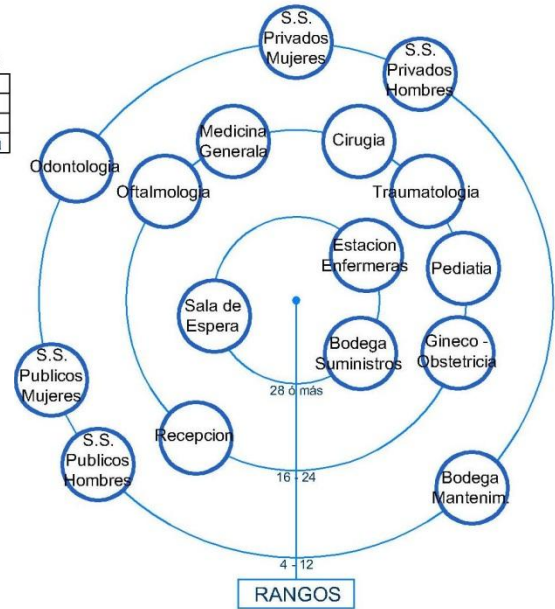 S.S.
Privados
Mujeres
S.S.
Privados
Hombres
Medicina
Generala
Cirugia
Odontologia
Oftalmologia
Traumatologia
Estacion
Enfermeras
Pediatia
Sala de
Espera
Bodega
Suministros
Gineco -
Obstetricia
S.S.
Publicos
Mujeres
28 ó más
Recepcion
S.S.
Publicos
Hombres
16 - 24
Bodega
Mantenim.
4 - 12
RANGOS